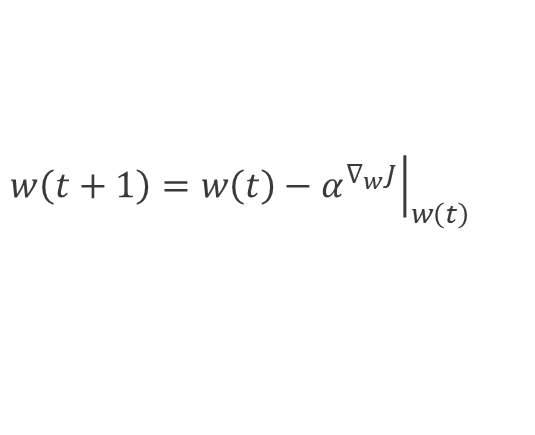 w(t + 1) = w(t) − α^{∇_w J}|_{w(t)}